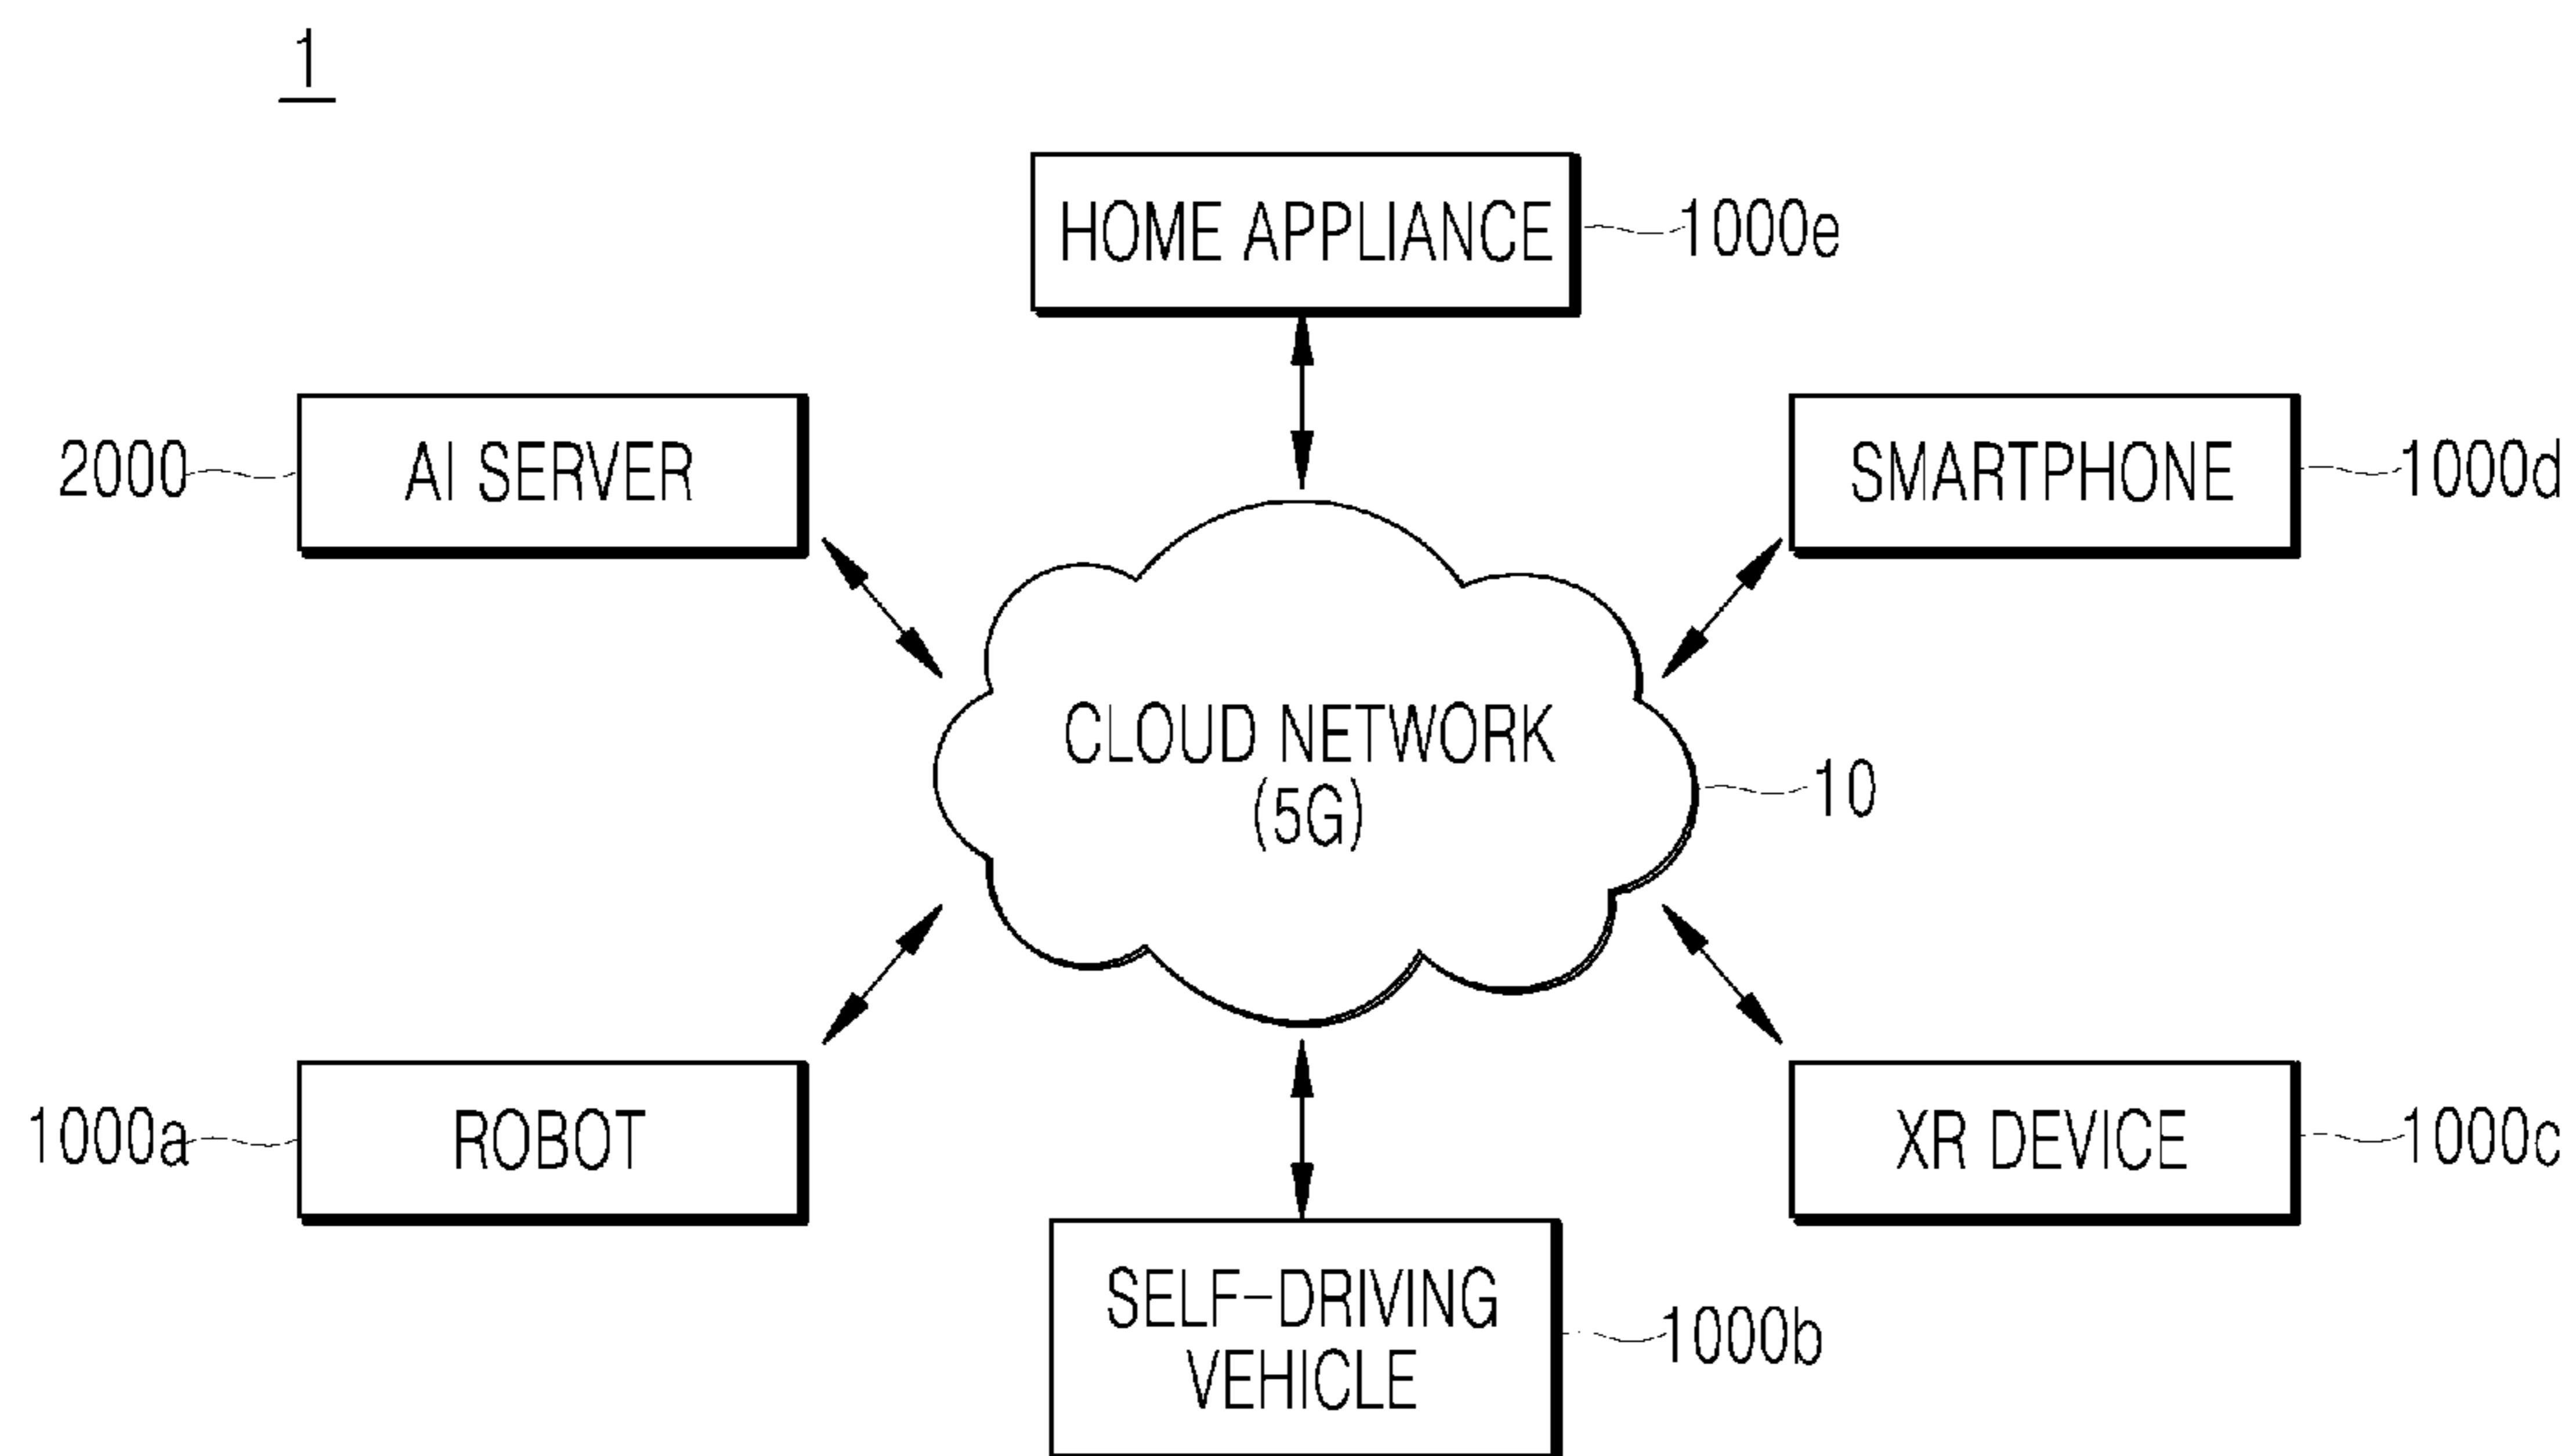 1
HOME APPLIANCE
1000e
2000
AI SERVER
SMARTPHONE
1000d
CLOUD NETWORK
(5G)
10
1000a
ROBOT
XR DEVICE
1000c
SELF-DRIVING
VEHICLE
1000b